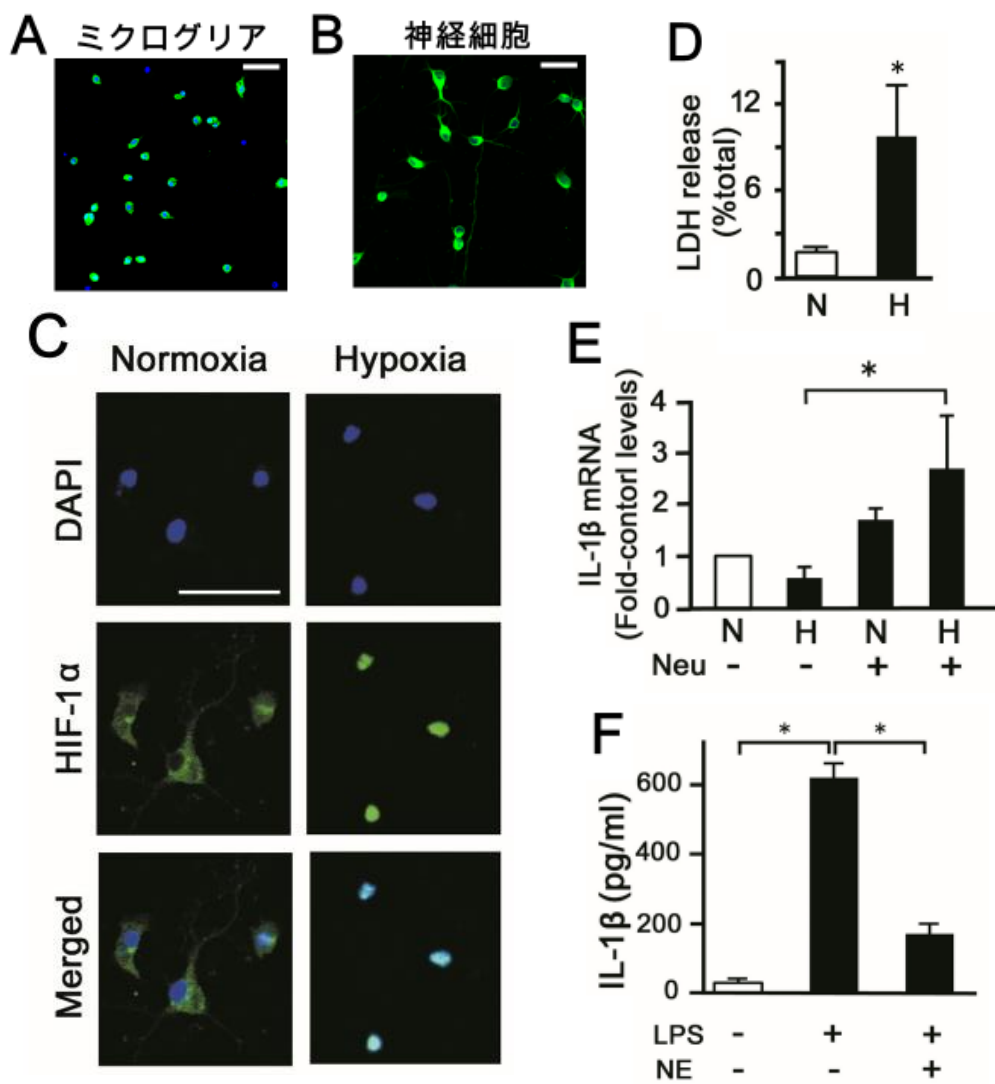 A ミクログリア
B 神経細胞
C
Normoxia Hypoxia
DAPI
HIF-1α
Merged
D
LDH release
(%total)
12
6
0
*
N H
E
IL-1β mRNA
(Fold-contorl levels)
4
3
2
1
0
*
N H N H
Neu - - + +
F
IL-1β (pg/ml)
600
400
200
0
* *
LPS - + +
NE - - +